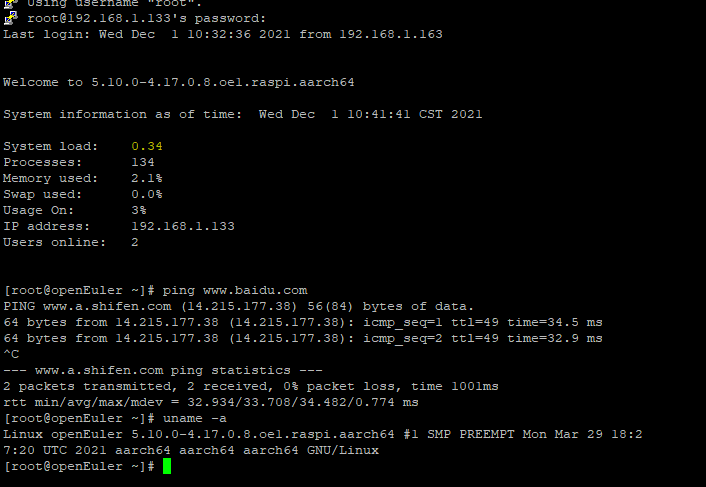 Using username "root".
root@192.168.1.133's password:
Last login: Wed Dec  1 10:32:36 2021 from 192.168.1.163
Welcome to 5.10.0-4.17.0.8.oe1.raspi.aarch64
System information as of time:  Wed Dec  1 10:41:41 CST 2021
System load:    0.34
Processes:      134
Memory used:    2.1%
Swap used:      0.0%
Usage On:       3%
IP address:     192.168.1.133
Users online:   2
[root@openEuler ~]# ping www.baidu.com
PING www.a.shifen.com (14.215.177.38) 56(84) bytes of data.
64 bytes from 14.215.177.38 (14.215.177.38): icmp_seq=1 ttl=49 time=34.5 ms
64 bytes from 14.215.177.38 (14.215.177.38): icmp_seq=2 ttl=49 time=32.9 ms
^C
--- www.a.shifen.com ping statistics ---
2 packets transmitted, 2 received, 0% packet loss, time 1001ms
rtt min/avg/max/mdev = 32.934/33.708/34.482/0.774 ms
[root@openEuler ~]# uname -a
Linux openEuler 5.10.0-4.17.0.8.oe1.raspi.aarch64 #1 SMP PREEMPT Mon Mar 29 18:2
7:20 UTC 2021 aarch64 aarch64 aarch64 GNU/Linux
[root@openEuler ~]#